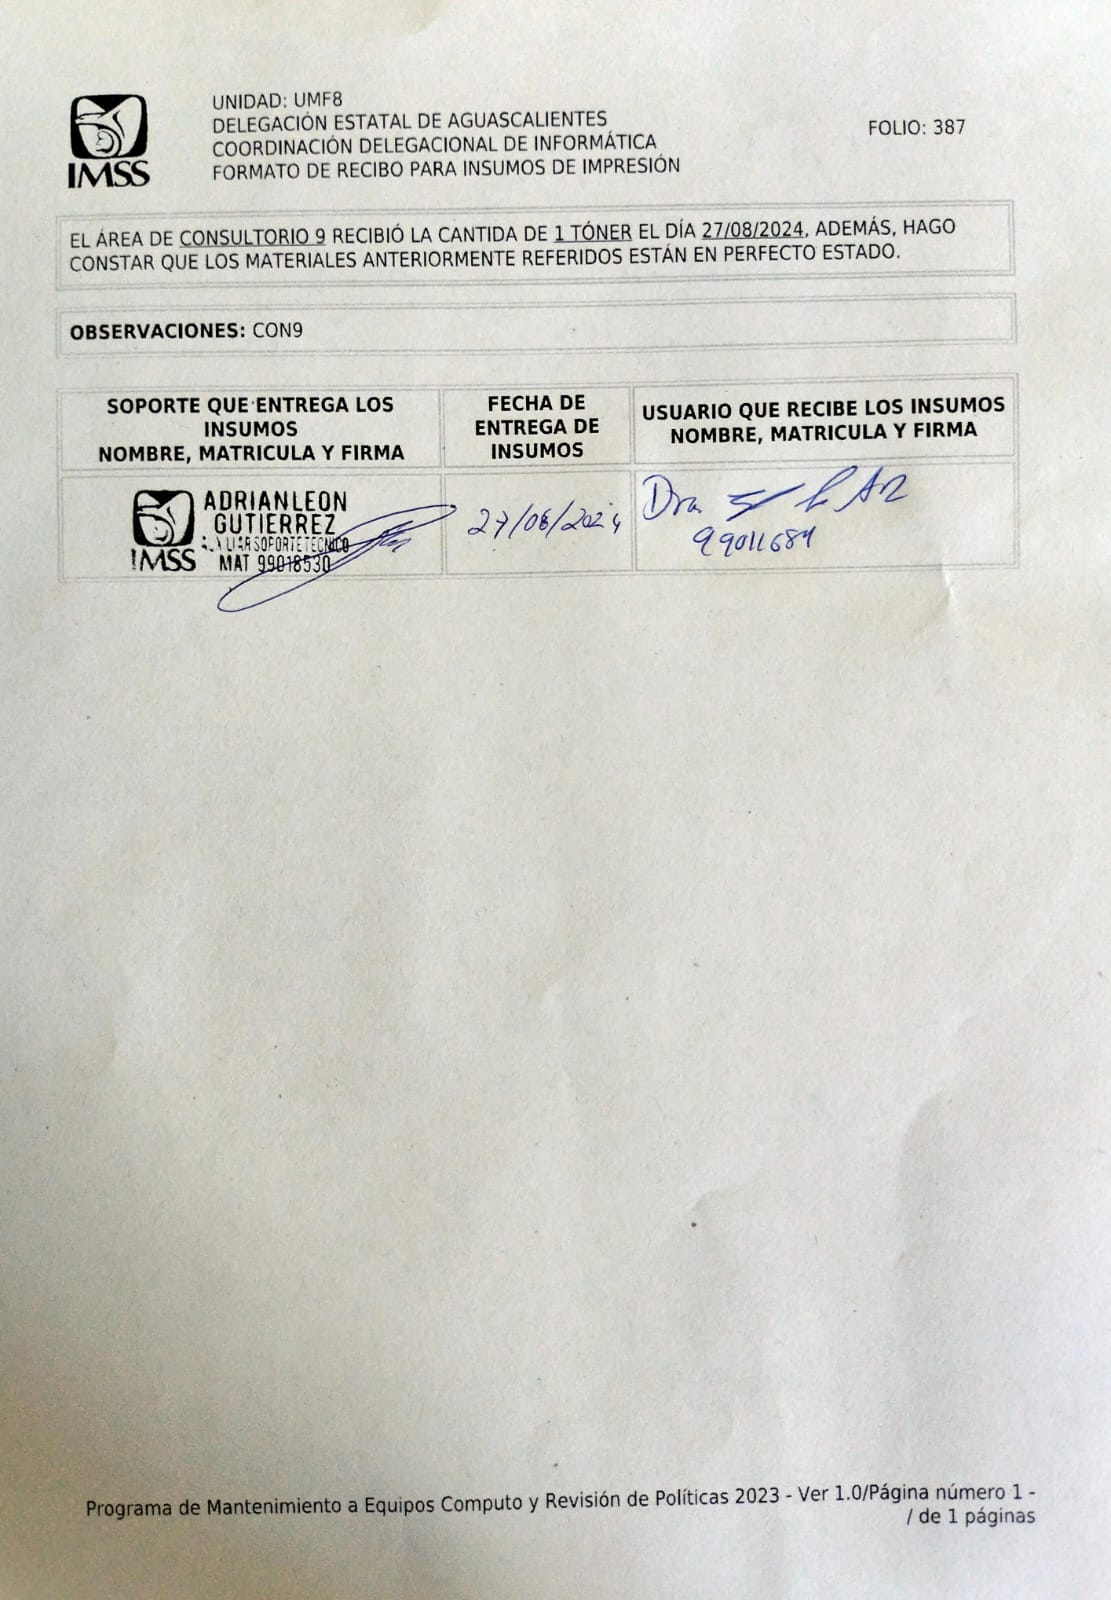 IMSS
UNIDAD: UMF8
DELEGACIÓN ESTATAL DE AGUASCALIENTES
COORDINACIÓN DELEGACIONAL DE INFORMÁTICA
FORMATO DE RECIBO PARA INSUMOS DE IMPRESIÓN
FOLIO: 387
EL ÁREA DE CONSULTORIO 9 RECIBIÓ LA CANTIDA DE 1 TÓNER EL DÍA 27/08/2024, ADEMÁS, HAGO
CONSTAR QUE LOS MATERIALES ANTERIORMENTE REFERIDOS ESTÁN EN PERFECTO ESTADO.
OBSERVACIONES: CON9
SOPORTE QUE ENTREGA LOS
INSUMOS
NOMBRE, MATRICULA Y FIRMA
FECHA DE
ENTREGA DE
INSUMOS
USUARIO QUE RECIBE LOS INSUMOS
NOMBRE, MATRICULA Y FIRMA
IMSS
ADRIAN LEON
GUTIERREZ
SOPORTE TECNICO
MAT 99018530
27/08/2024
Dra
99011684
Programa de Mantenimiento a Equipos Computo y Revisión de Políticas 2023 - Ver 1.0/Página número 1 -
/ de 1 páginas